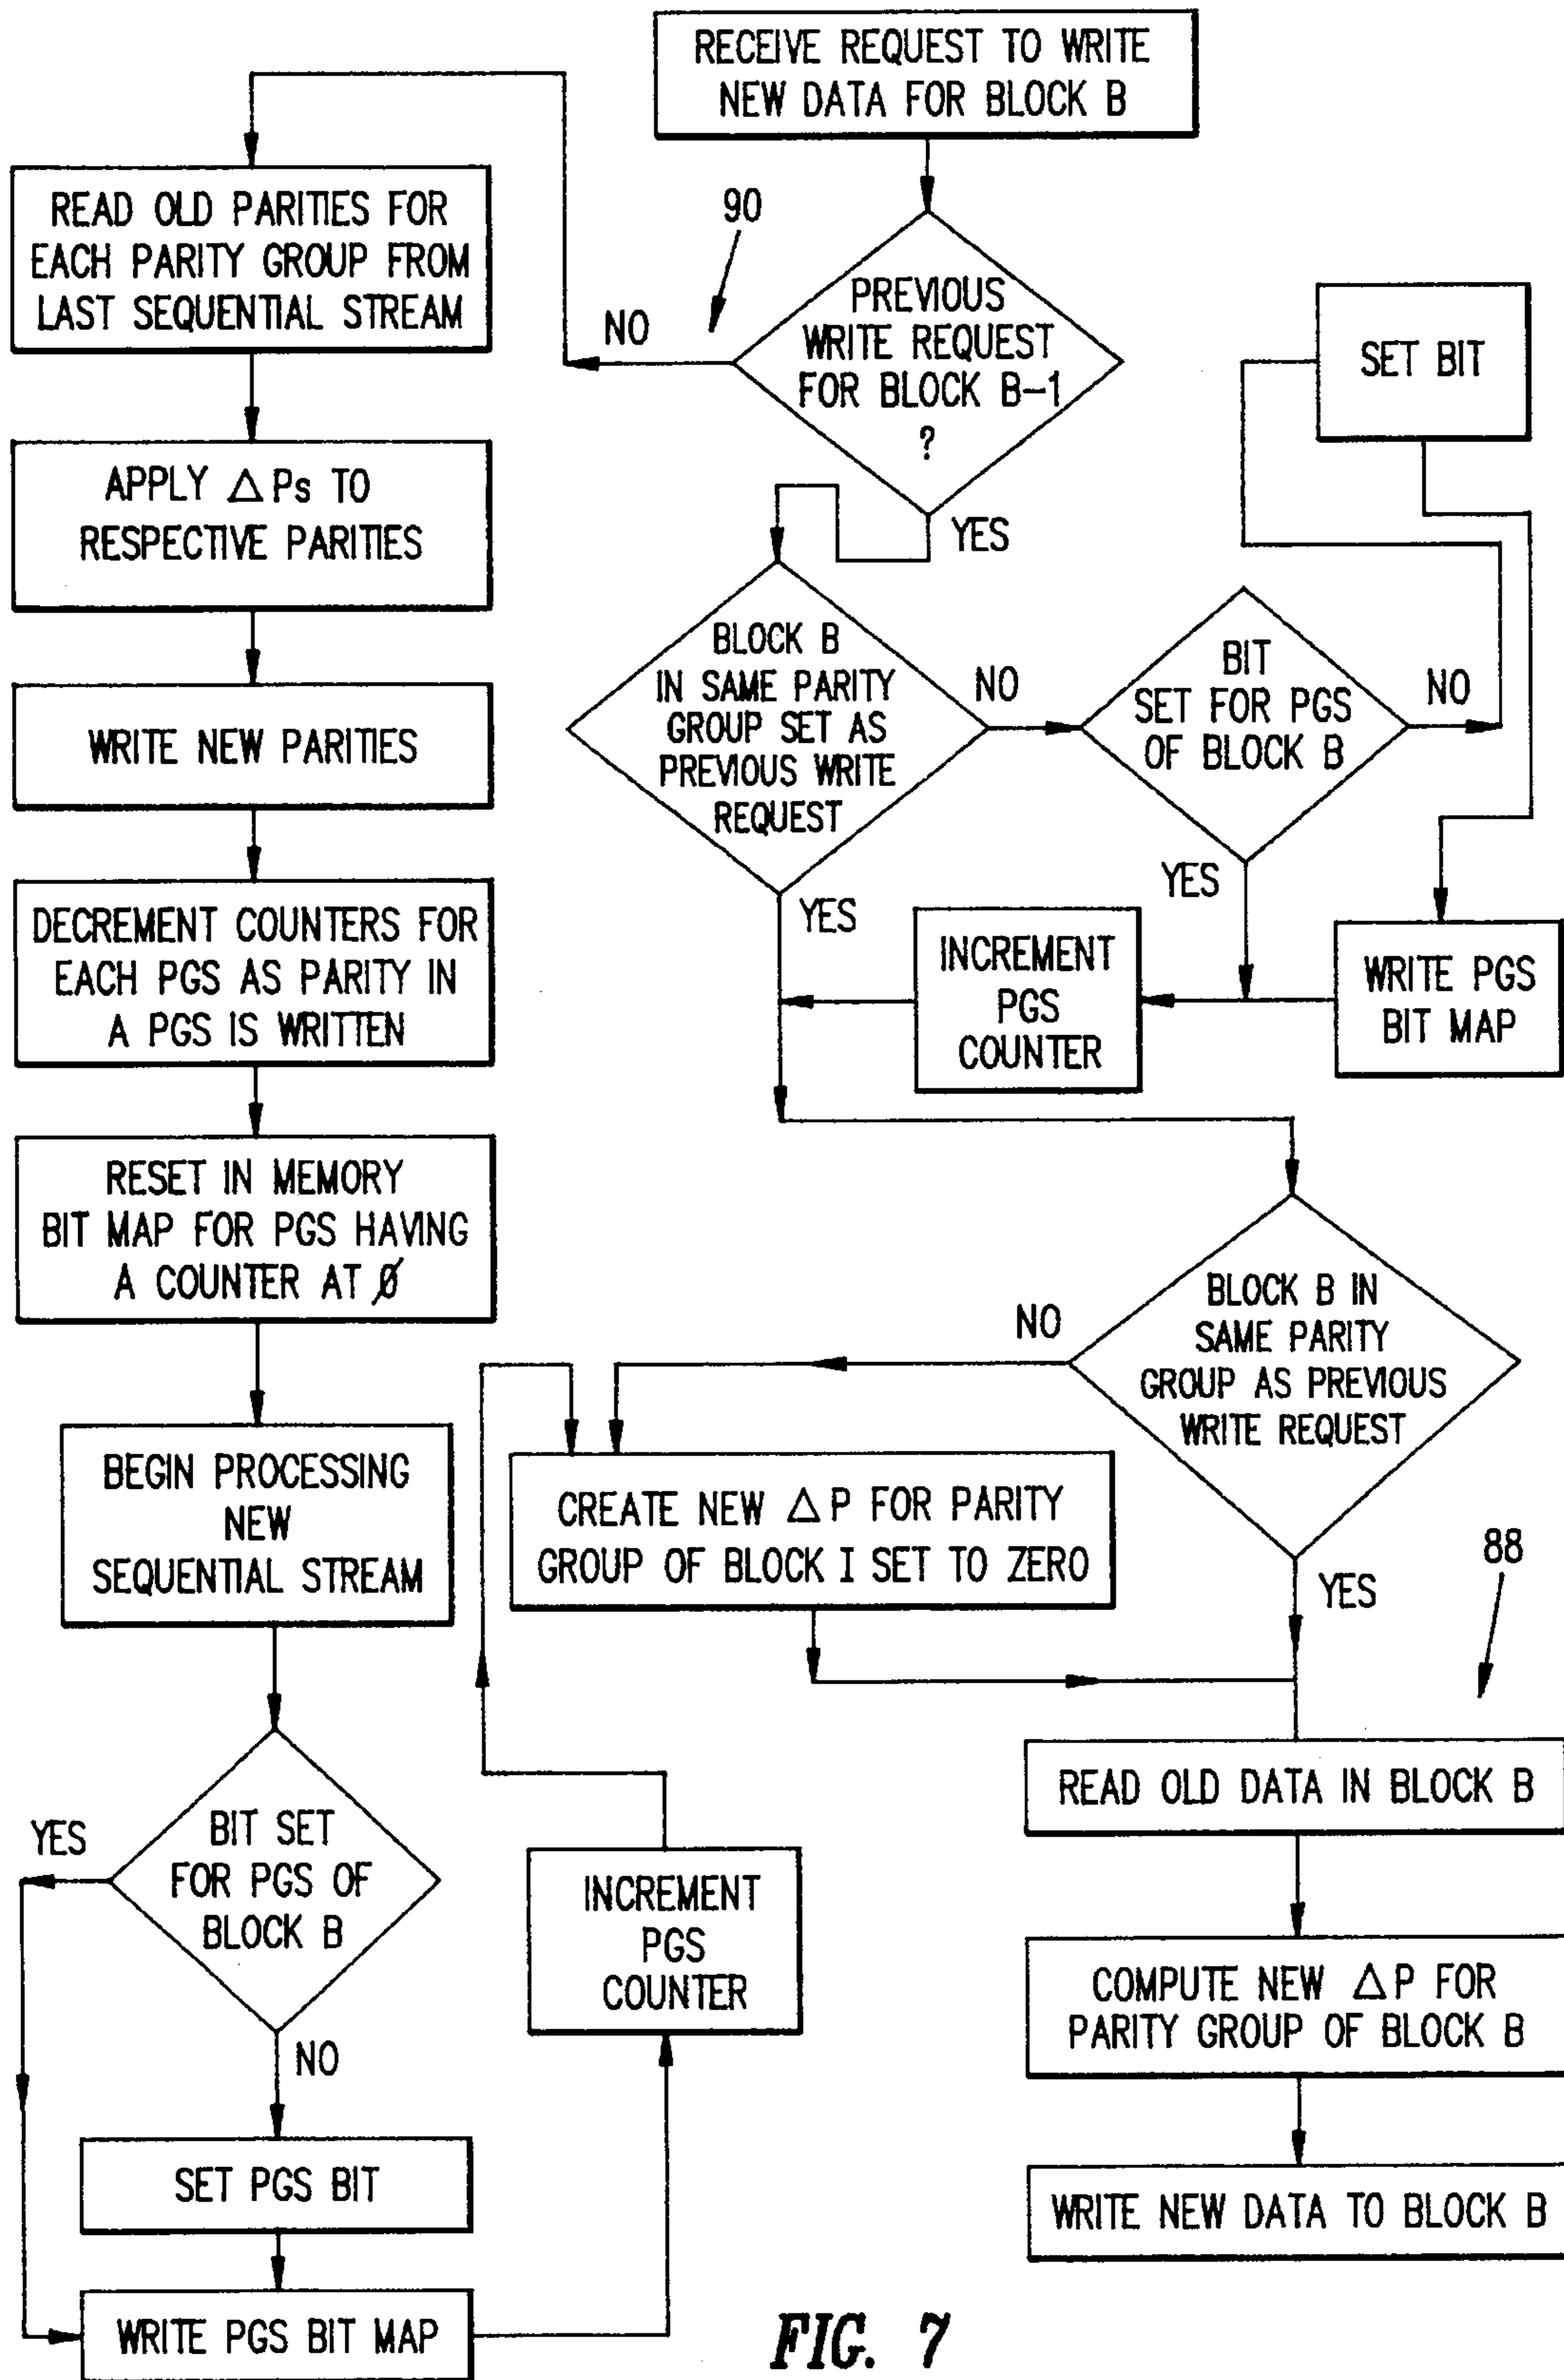 RECEIVE REQUEST TO WRITE
NEW DATA FOR BLOCK B
90
PREVIOUS
WRITE REQUEST
FOR BLOCK B-1
?
NO
YES
READ OLD PARITIES FOR
EACH PARITY GROUP FROM
LAST SEQUENTIAL STREAM
APPLY △ Ps TO
RESPECTIVE PARITIES
WRITE NEW PARITIES
DECREMENT COUNTERS FOR
EACH PGS AS PARITY IN
A PGS IS WRITTEN
RESET IN MEMORY
BIT MAP FOR PGS HAVING
A COUNTER AT Ø
BEGIN PROCESSING
NEW
SEQUENTIAL STREAM
BIT SET
FOR PGS OF
BLOCK B
YES
NO
SET PGS BIT
WRITE PGS BIT MAP
INCREMENT
PGS
COUNTER
SET BIT
BLOCK B
IN SAME PARITY
GROUP SET AS
PREVIOUS WRITE
REQUEST
NO
YES
BIT
SET FOR PGS
OF BLOCK B
NO
YES
WRITE PGS
BIT MAP
INCREMENT
PGS
COUNTER
BLOCK B IN
SAME PARITY
GROUP AS PREVIOUS
WRITE REQUEST
NO
YES
CREATE NEW △ P FOR PARITY
GROUP OF BLOCK I SET TO ZERO
88
READ OLD DATA IN BLOCK B
COMPUTE NEW △ P FOR
PARITY GROUP OF BLOCK B
WRITE NEW DATA TO BLOCK B
FIG. 7